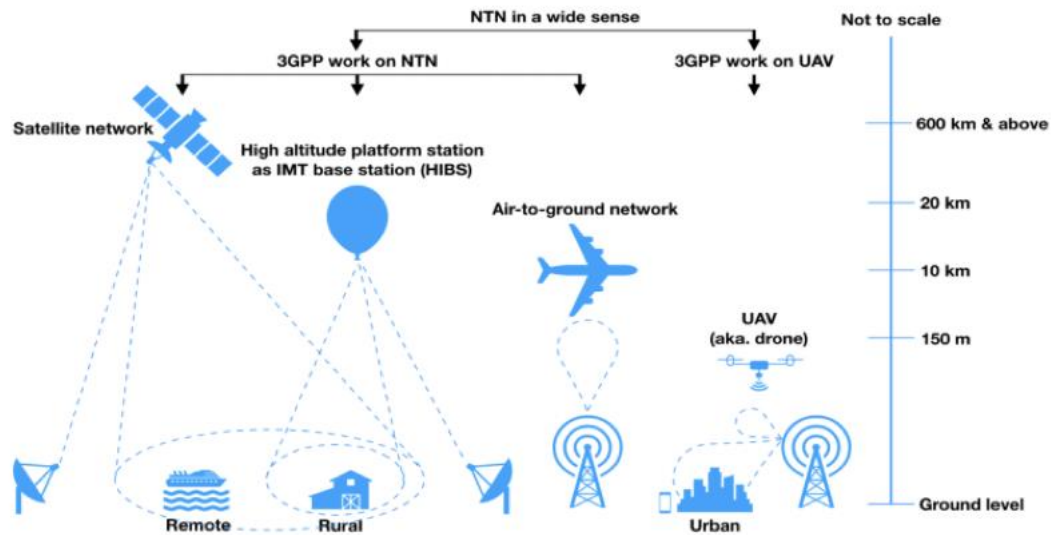 NTN in a wide sense
Not to scale
3GPP work on NTN
3GPP work on UAV
Satellite network
600 km & above
High altitude platform station
as IMT base station (HIBS)
20 km
Air-to-ground network
10 km
UAV
(aka. drone)
150 m
Remote
Rural
Urban
Ground level